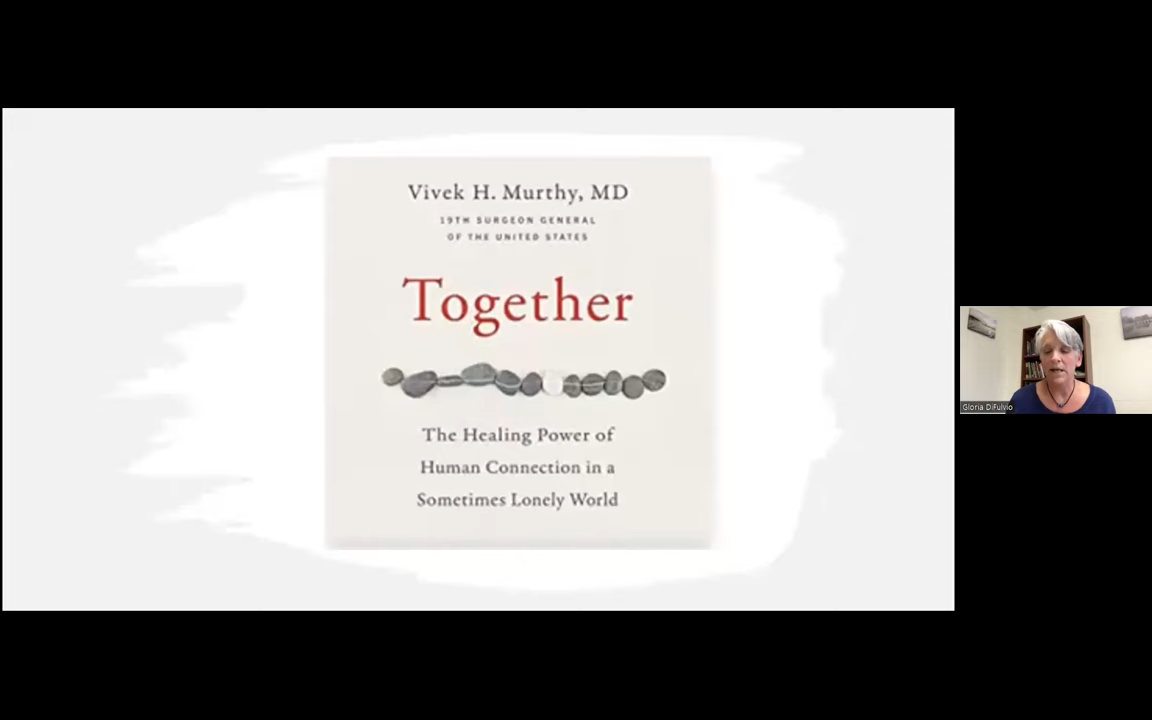 Vivek H. Murthy, MD
19TH SURGEON GENERAL
OF THE UNITED STATES
Together
The Healing Power of
Human Connection in a
Sometimes Lonely World
Gloria DiFulvio